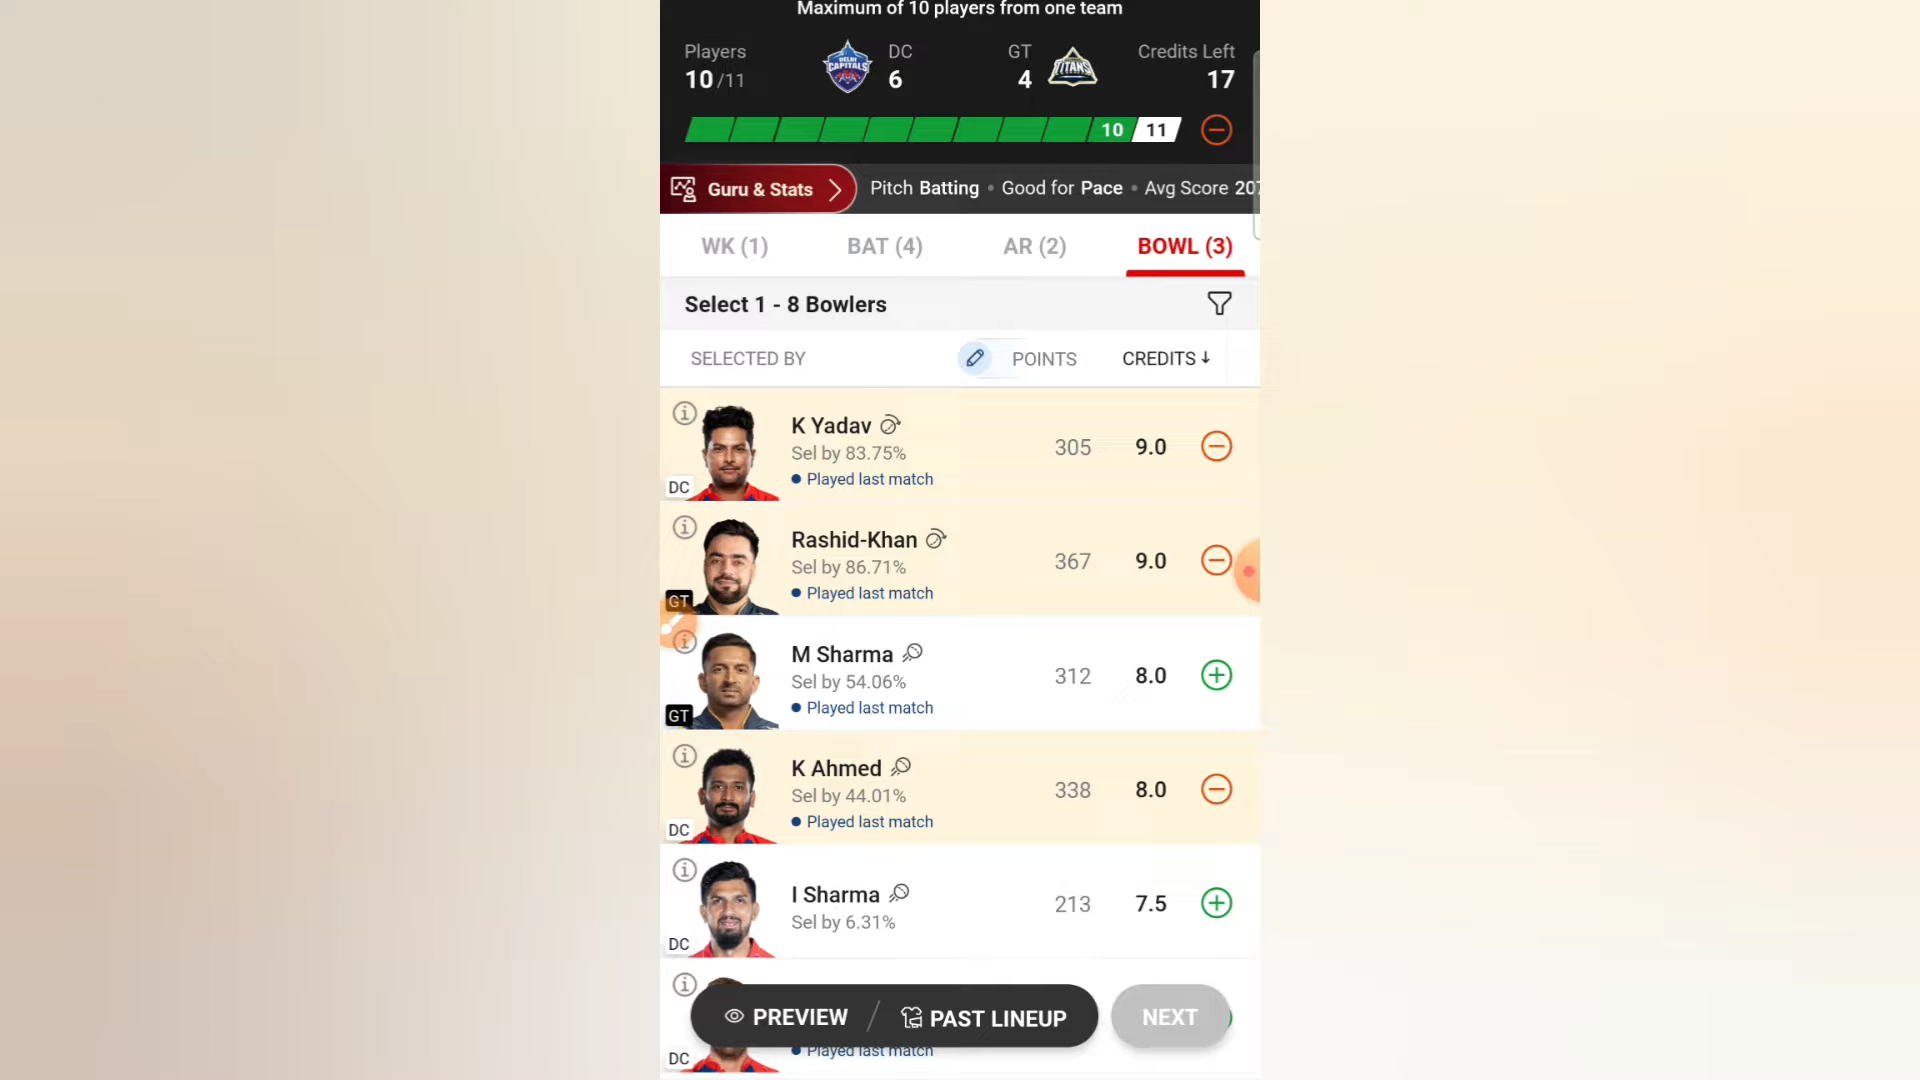 Maximum of 10 players from one team
Players DC GT Credits Left
10/11 6 4 17
DELHI CAPITALS
TITANS
10 11
Guru & Stats Pitch Batting • Good for Pace • Avg Score 207
WK (1) BAT (4) AR (2) BOWL (3)
Select 1 - 8 Bowlers
SELECTED BY POINTS CREDITS↓
K Yadav
Sel by 83.75% 305 9.0
Played last match
DC
Rashid-Khan
Sel by 86.71% 367 9.0
Played last match
GT
M Sharma
Sel by 54.06% 312 8.0
Played last match
GT
K Ahmed
Sel by 44.01% 338 8.0
Played last match
DC
I Sharma
Sel by 6.31% 213 7.5
DC
PREVIEW / PAST LINEUP NEXT
Played last match
DC